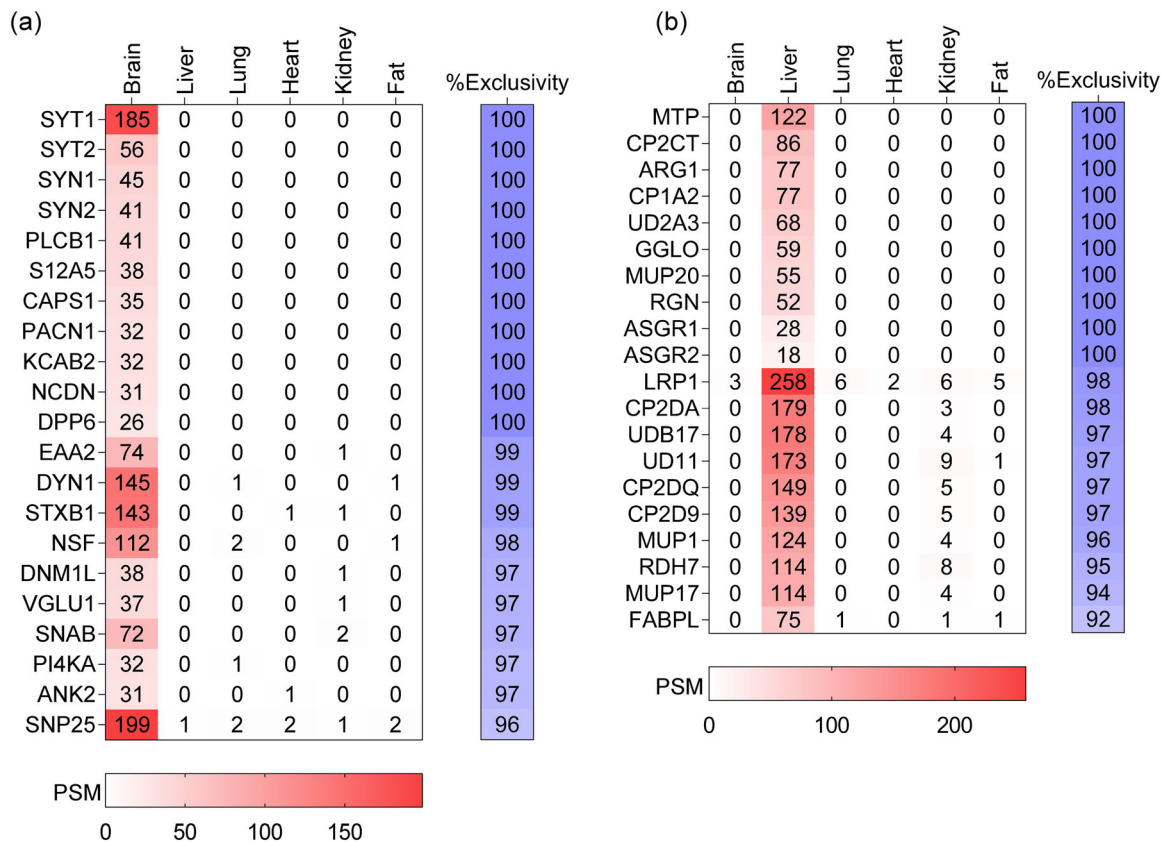 (a)
Brain Liver Lung Heart Kidney Fat
%Exclusivity
SYT1 185 0 0 0 0 0 100
SYT2 56 0 0 0 0 0 100
SYN1 45 0 0 0 0 0 100
SYN2 41 0 0 0 0 0 100
PLCB1 41 0 0 0 0 0 100
S12A5 38 0 0 0 0 0 100
CAPS1 35 0 0 0 0 0 100
PACN1 32 0 0 0 0 0 100
KCAB2 32 0 0 0 0 0 100
NCDN 31 0 0 0 0 0 100
DPP6 26 0 0 0 0 0 100
EAA2 74 0 0 0 1 0 99
DYN1 145 0 1 0 0 1 99
STXB1 143 0 0 1 1 0 99
NSF 112 0 2 0 0 1 98
DNM1L 38 0 0 0 1 0 97
VGLU1 37 0 0 0 1 0 97
SNAB 72 0 0 0 2 0 97
PI4KA 32 0 1 0 0 0 97
ANK2 31 0 0 1 0 0 97
SNP25 199 1 2 2 1 2 96
PSM
0 50 100 150
(b)
Brain Liver Lung Heart Kidney Fat
%Exclusivity
MTP 0 122 0 0 0 0 100
CP2CT 0 86 0 0 0 0 100
ARG1 0 77 0 0 0 0 100
CP1A2 0 77 0 0 0 0 100
UD2A3 0 68 0 0 0 0 100
GGLO 0 59 0 0 0 0 100
MUP20 0 55 0 0 0 0 100
RGN 0 52 0 0 0 0 100
ASGR1 0 28 0 0 0 0 100
ASGR2 0 18 0 0 0 0 100
LRP1 3 258 6 2 6 5 98
CP2DA 0 179 0 0 3 0 98
UDB17 0 178 0 0 4 0 97
UD11 0 173 0 0 9 1 97
CP2DQ 0 149 0 0 5 0 97
CP2D9 0 139 0 0 5 0 97
MUP1 0 124 0 0 4 0 96
RDH7 0 114 0 0 8 0 95
MUP17 0 114 0 0 4 0 94
FABPL 0 75 1 0 1 1 92
PSM
0 100 200